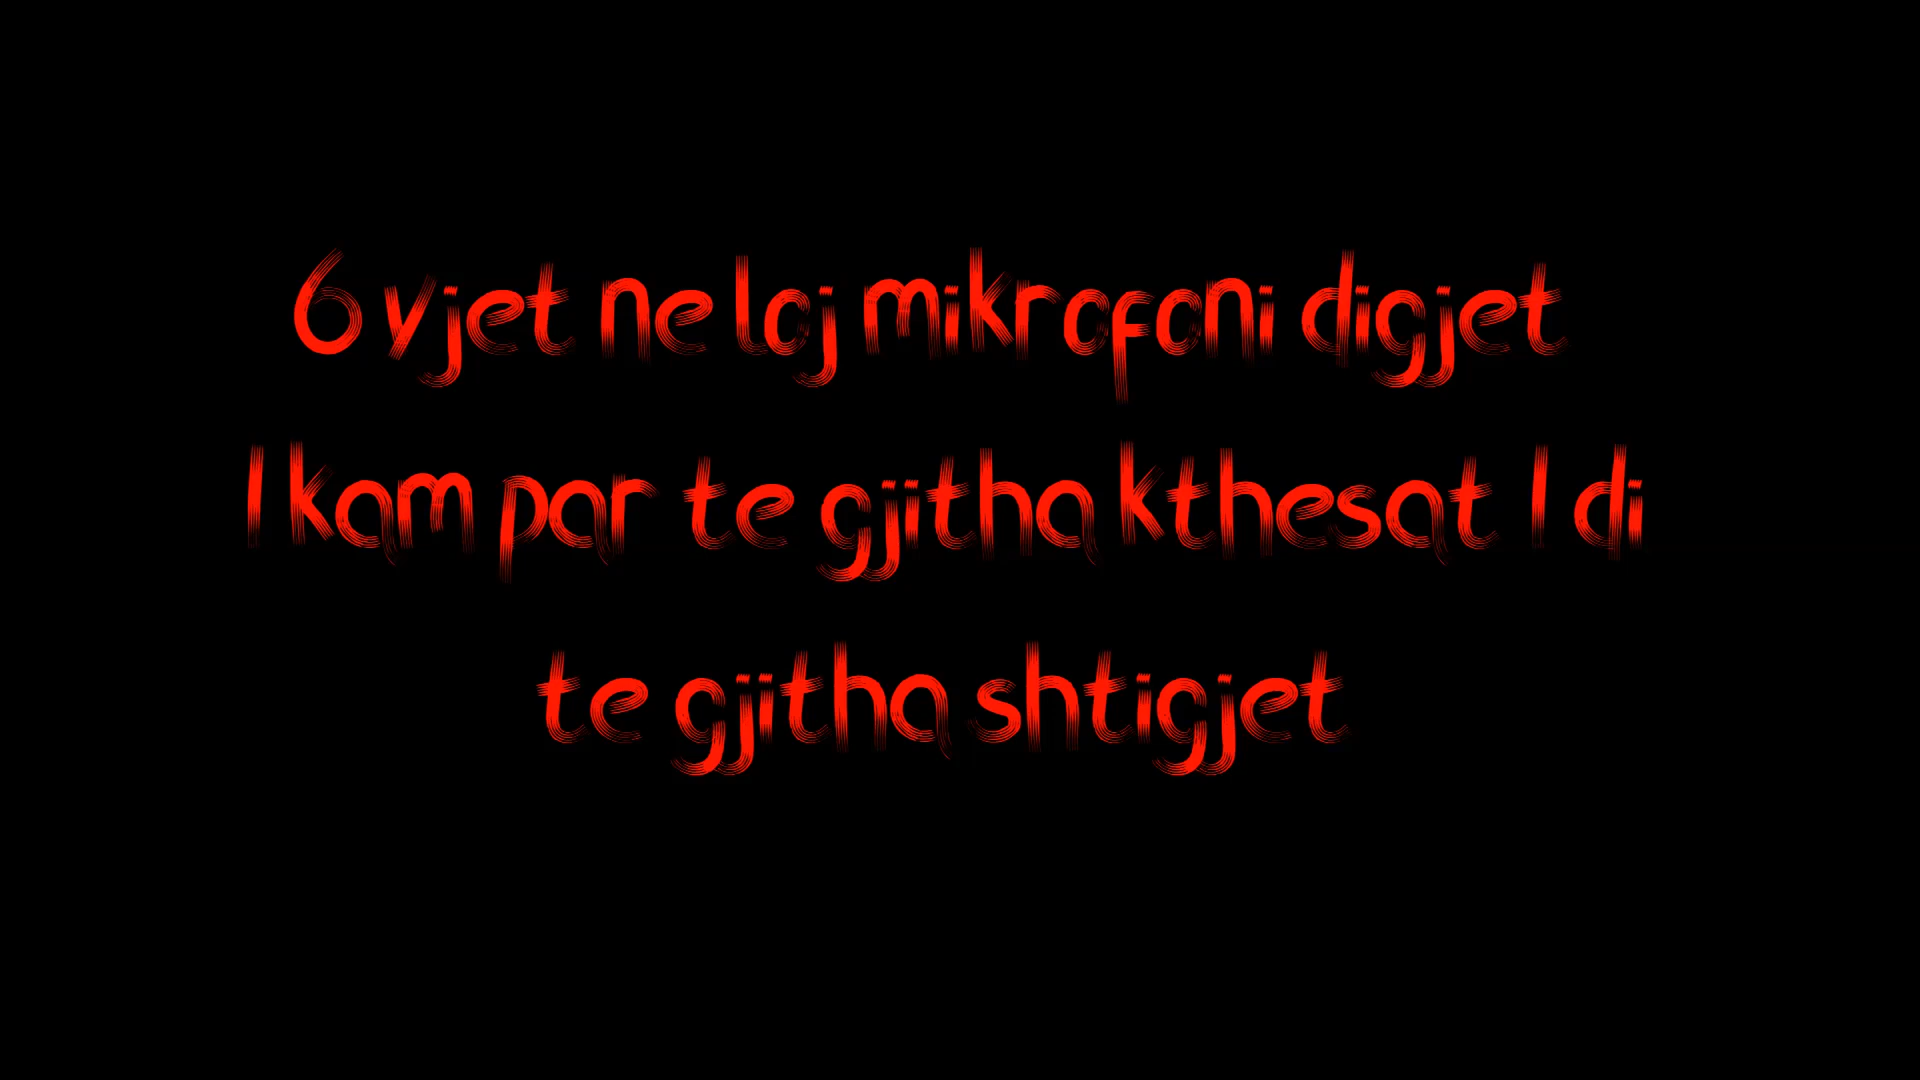 6 vjet ne loj mikrofoni digjet
I kam par te gjitha kthesat I di
te gjitha shtigjet